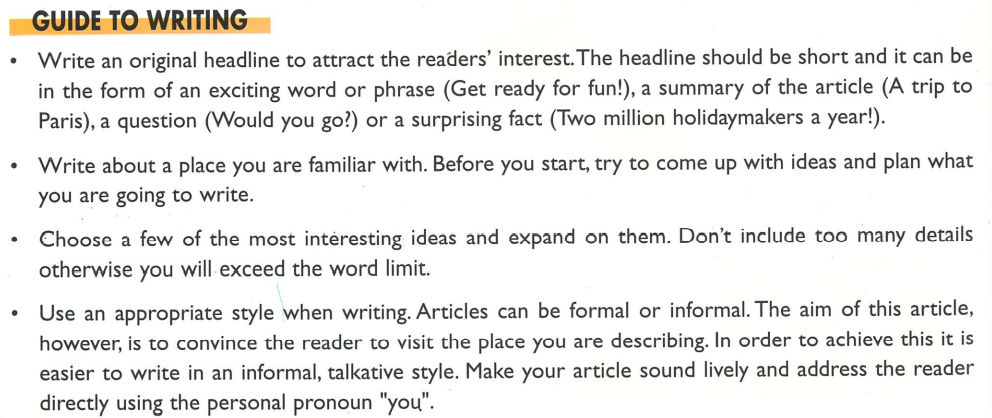 GUIDE TO WRITING
• Write an original headline to attract the readers' interest. The headline should be short and it can be
in the form of an exciting word or phrase (Get ready for fun!), a summary of the article (A trip to
Paris), a question (Would you go?) or a surprising fact (Two million holidaymakers a year!).
• Write about a place you are familiar with. Before you start, try to come up with ideas and plan what
you are going to write.
• Choose a few of the most interesting ideas and expand on them. Don't include too many details
otherwise you will exceed the word limit.
• Use an appropriate style when writing. Articles can be formal or informal. The aim of this article,
however, is to convince the reader to visit the place you are describing. In order to achieve this it is
easier to write in an informal, talkative style. Make your article sound lively and address the reader
directly using the personal pronoun "you".